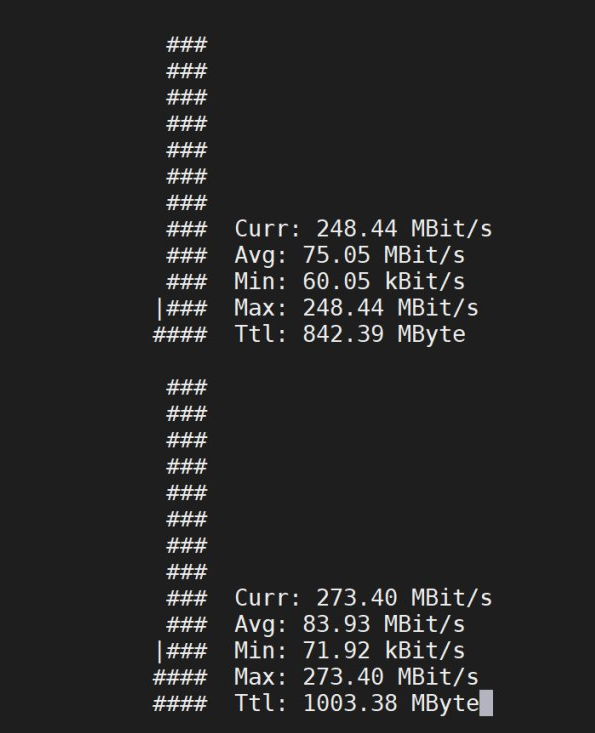 ###
###
###
###
###
###
###
### Curr: 248.44 MBit/s
### Avg: 75.05 MBit/s
### Min: 60.05 kBit/s
|### Max: 248.44 MBit/s
#### Ttl: 842.39 MByte
###
###
###
###
###
###
###
###
### Curr: 273.40 MBit/s
### Avg: 83.93 MBit/s
|### Min: 71.92 kBit/s
#### Max: 273.40 MBit/s
#### Ttl: 1003.38 MByte